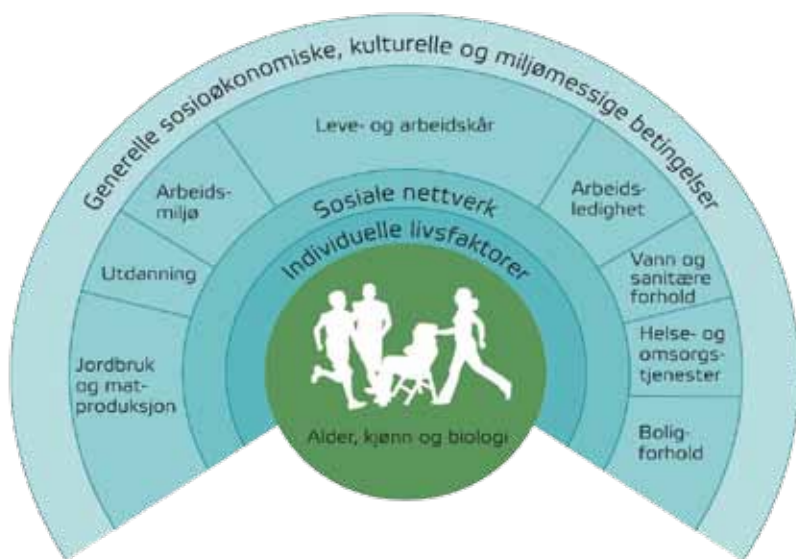 Generelle sosioøkonomiske, kulturelle og miljømessige betingelser
Leve- og arbeidskår
Arbeids-
miljø
Utdanning
Jordbruk
og mat-
produksjon
Arbeids-
ledighet
Vann og
sanitære
forhold
Helse- og
omsorgs-
tjenester
Bolig-
forhold
Sosiale nettverk
Individuelle livsfaktorer
Alder, kjønn og biologi